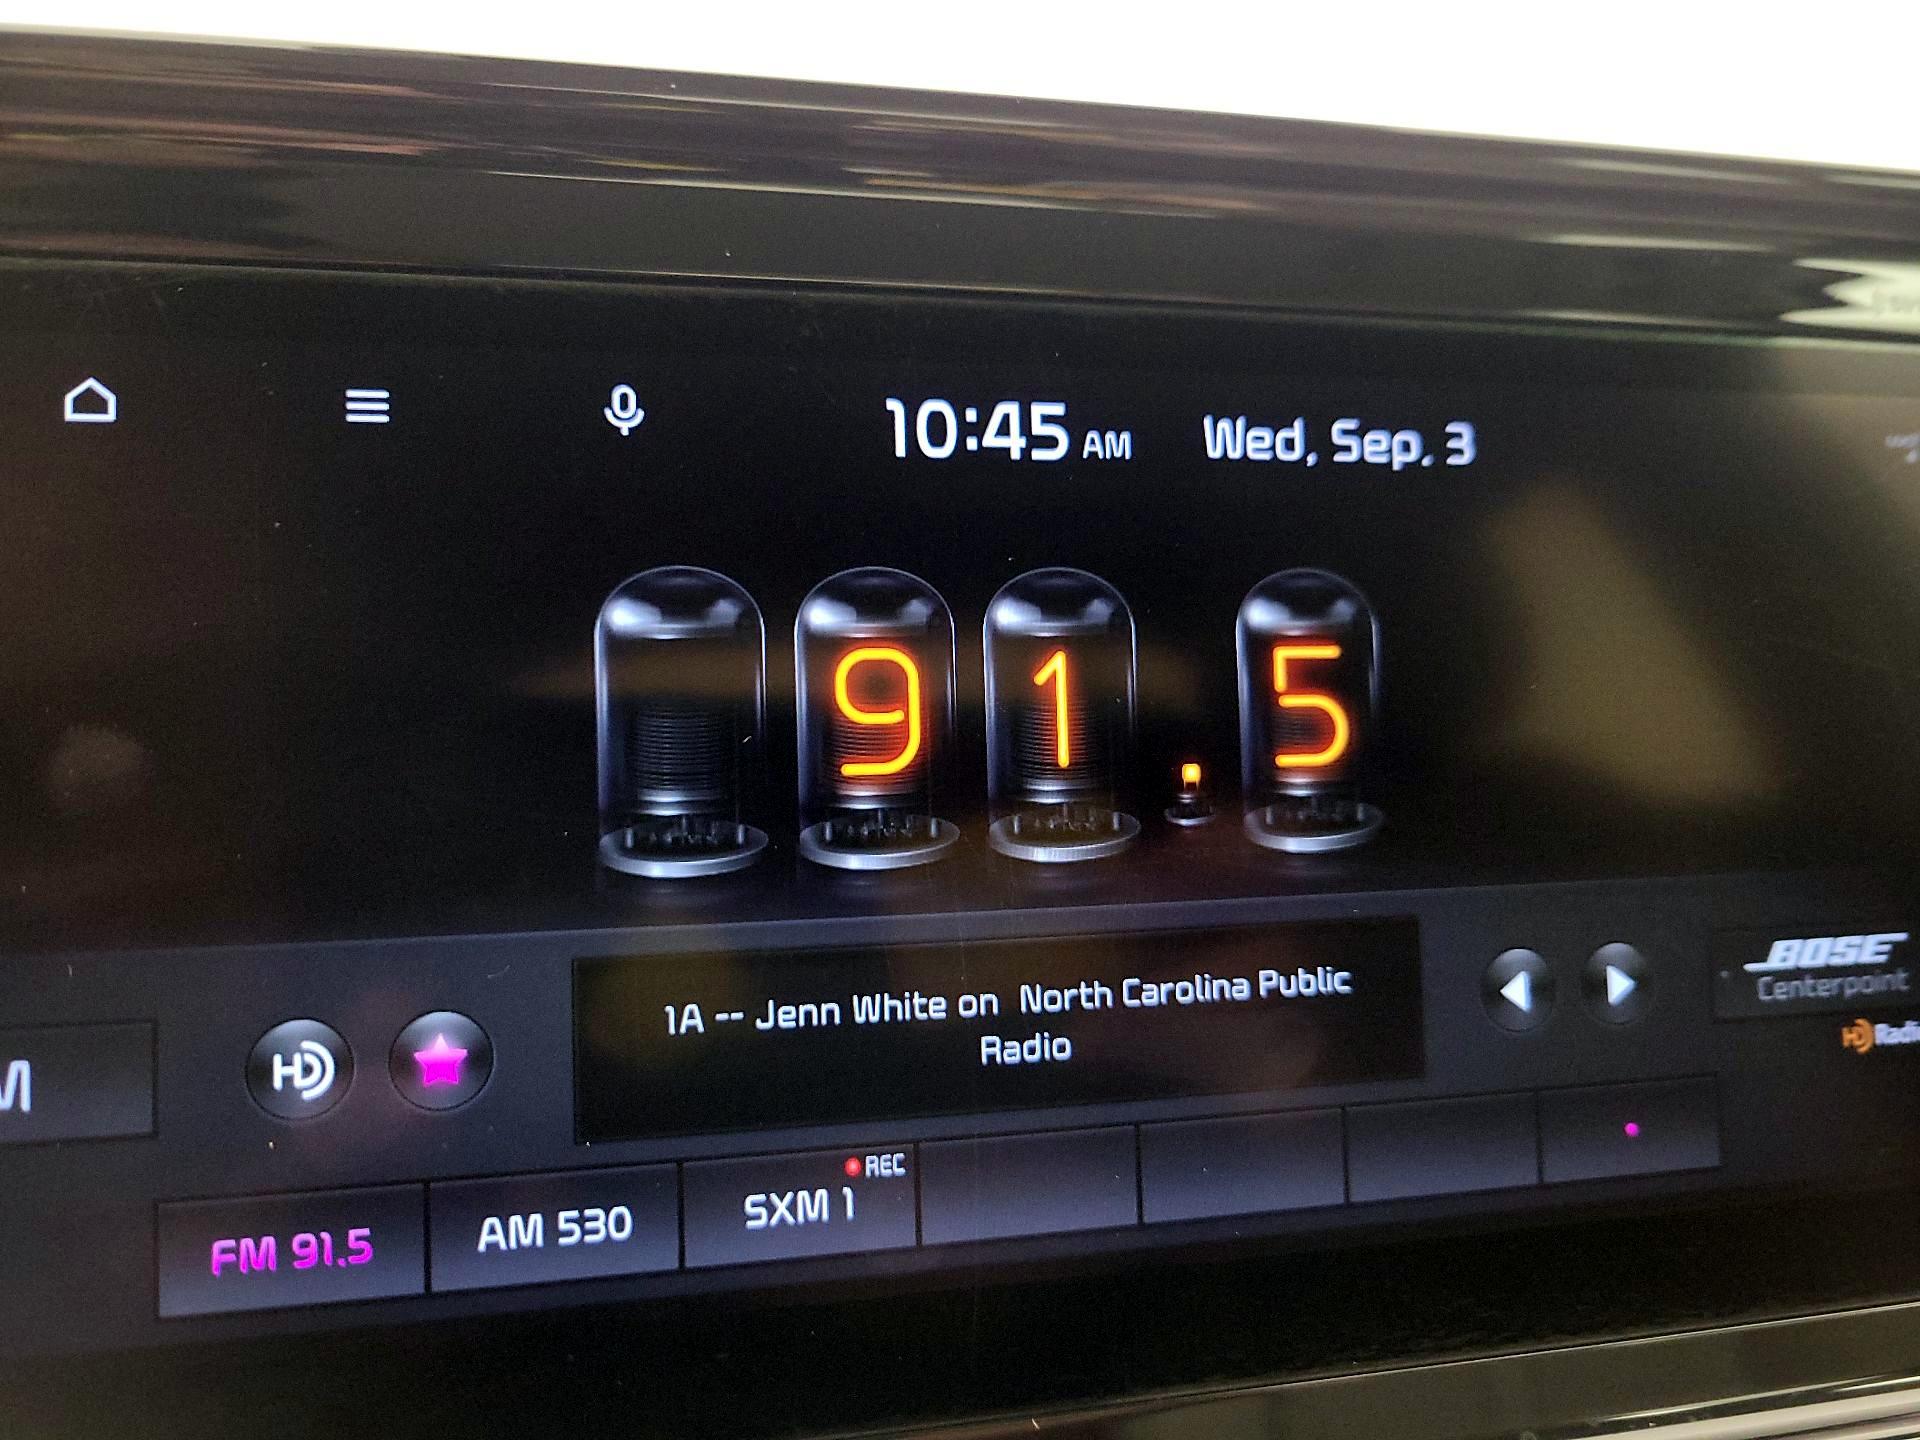 10:45 AM Wed, Sep. 3
91.5
BOSE
Centerpoint
1A -- Jenn White on North Carolina Public
Radio
HD
REC
FM 91.5
AM 530
SXM 1